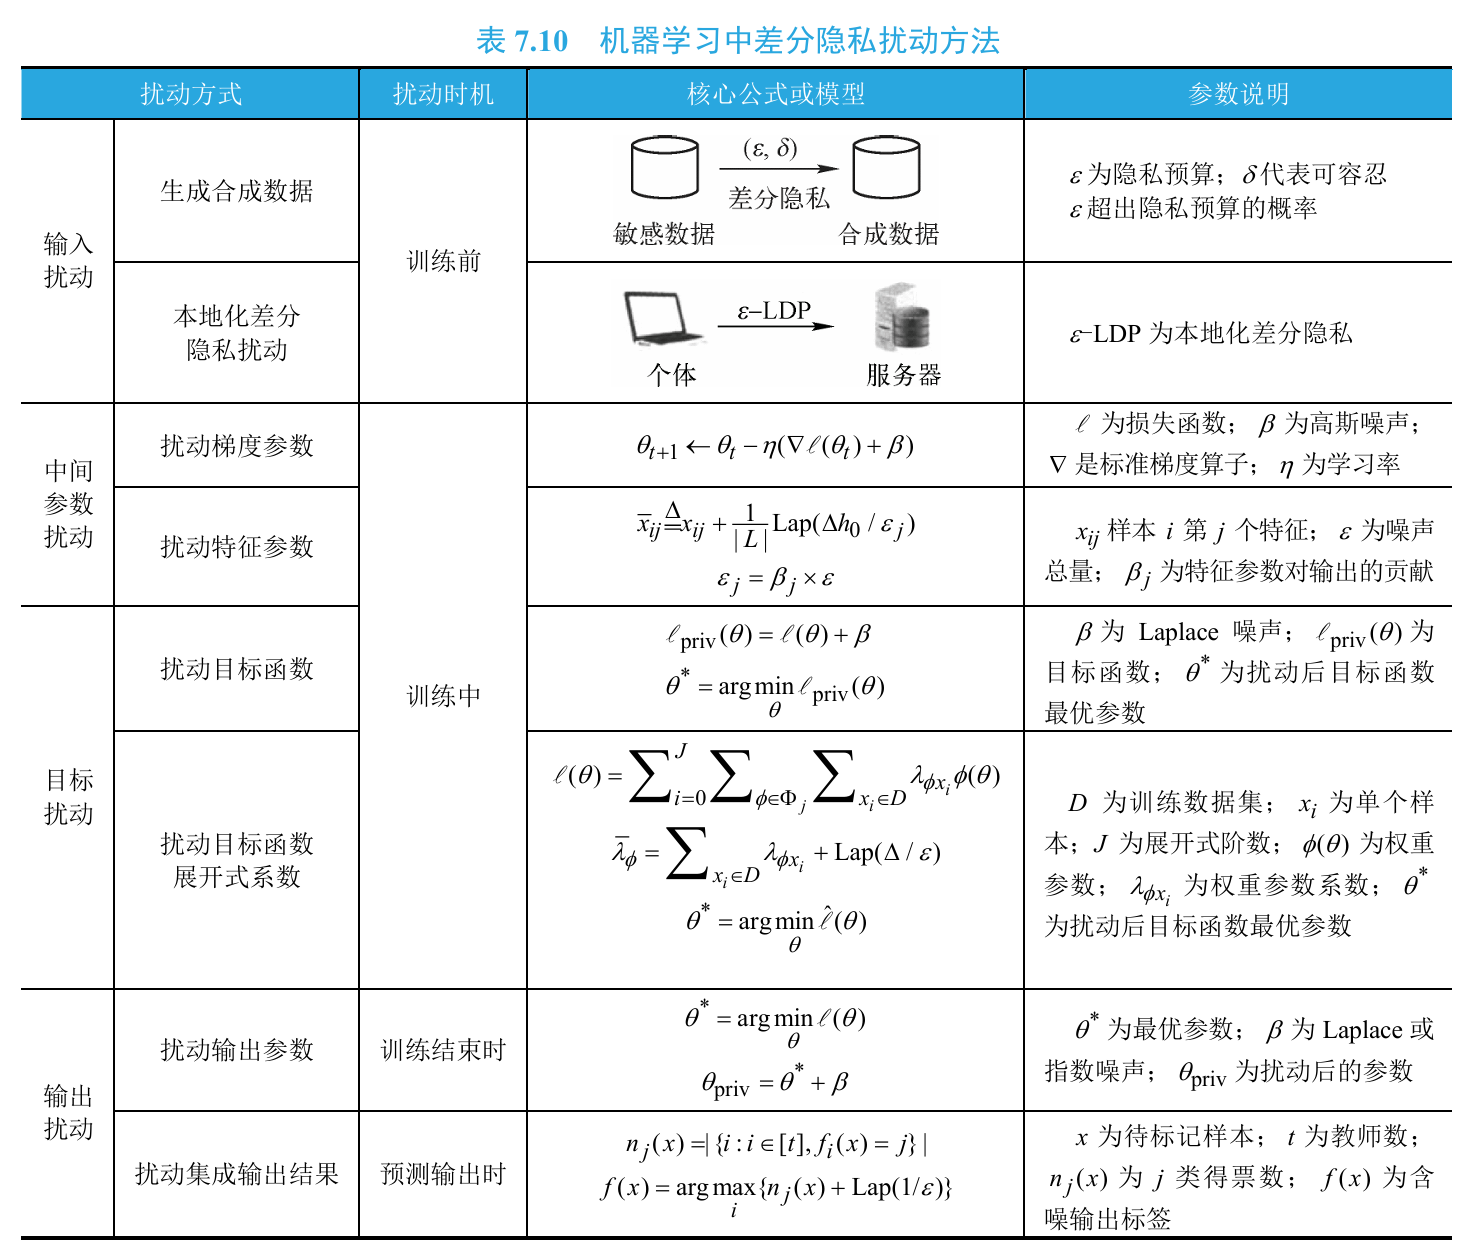 表 7.10 机器学习中差分隐私扰动方法
扰动方式 扰动时机 核心公式或模型 参数说明
输入
扰动
生成合成数据
训练前
(ε, δ)
差分隐私
敏感数据 合成数据
ε为隐私预算；δ代表可容忍
ε超出隐私预算的概率
本地化差分
隐私扰动
ε–LDP
个体 服务器
ε–LDP 为本地化差分隐私
中间
参数
扰动
扰动梯度参数
训练中
θ_{t+1} ← θ_t − η(∇ℓ(θ_t) + β)
ℓ 为损失函数；β 为高斯噪声；
∇ 是标准梯度算子；η 为学习率
扰动特征参数
x̄_{ij} ≜ x_{ij} + 1/|L| Lap(Δh_0 / ε_j)
ε_j = β_j × ε
x_{ij} 样本 i 第 j 个特征；ε 为噪声
总量；β_j 为特征参数对输出的贡献
目标
扰动
扰动目标函数
ℓ_{priv}(θ) = ℓ(θ) + β
θ^* = arg min_θ ℓ_{priv}(θ)
β 为 Laplace 噪声；ℓ_{priv}(θ) 为
目标函数；θ^* 为扰动后目标函数
最优参数
扰动目标函数
展开式系数
ℓ(θ) = ∑_{i=0}^{J} ∑_{ϕ∈Φ_j} ∑_{x_i∈D} λ_{ϕx_i} ϕ(θ)
λ̄_ϕ = ∑_{x_i∈D} λ_{ϕx_i} + Lap(Δ / ε)
θ^* = arg min_θ ℓ̂(θ)
D 为训练数据集；x_i 为单个样
本；J 为展开式阶数；ϕ(θ) 为权重
参数；λ_{ϕx_i} 为权重参数系数；θ^*
为扰动后目标函数最优参数
输出
扰动
扰动输出参数
训练结束时
θ^* = arg min_θ ℓ(θ)
θ_{priv} = θ^* + β
θ^* 为最优参数；β 为 Laplace 或
指数噪声；θ_{priv} 为扰动后的参数
扰动集成输出结果
预测输出时
n_j(x) = |{i : i∈[t], f_i(x) = j}|
f(x) = arg max_i {n_j(x) + Lap(1/ε)}
x 为待标记样本；t 为教师数；
n_j(x) 为 j 类得票数；f(x) 为含
噪输出标签